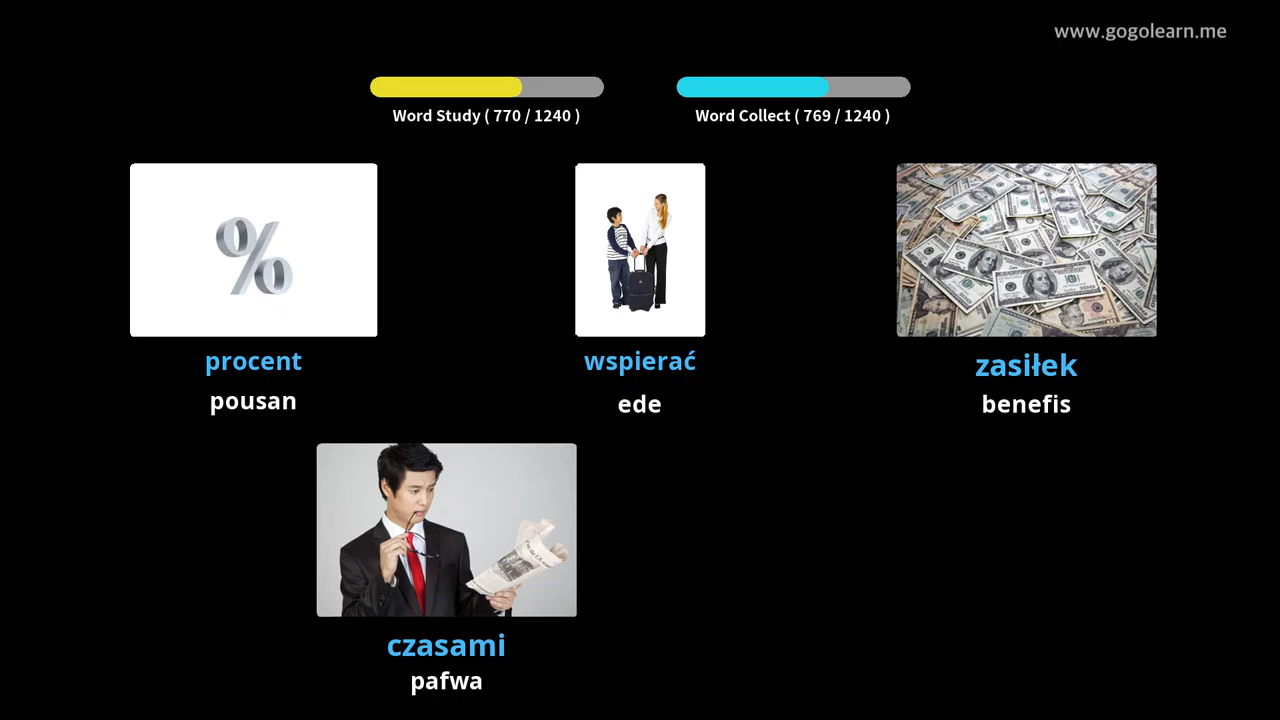 www.gogolearn.me
Word Study ( 770 / 1240 )
Word Collect ( 769 / 1240 )
procent
pousan
wspierać
ede
zasiłek
benefis
czasami
pafwa